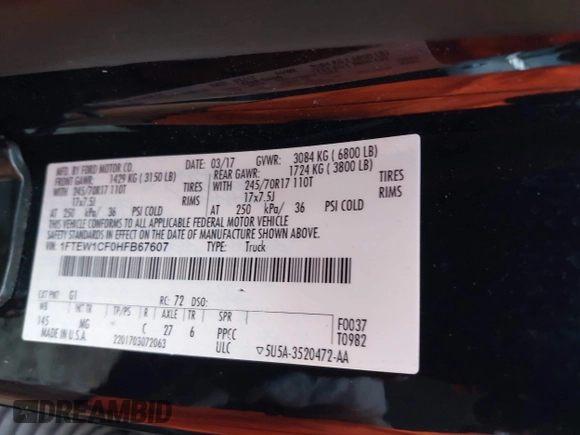 MFD. BY FORD MOTOR CO. 03/17 GVWR: 3084 KG ( 6800 LB)
FRONT GAWR: 1429 KG ( 3150 LB) REAR GAWR: 1724 KG ( 3800 LB)
WITH 245/70R17 110T TIRES WITH 245/70R17 110T TIRES
17x7.5J RIMS 17x7.5J RIMS
AT 250 kPa/ 36 PSI COLD AT 250 kPa/ 36 PSI COLD
THIS VEHICLE CONFORMS TO ALL APPLICABLE FEDERAL MOTOR VEHICLE
SAFETY STANDARDS IN EFFECT ON THE DATE OF MANUFACTURE SHOWN ABOVE.
VIN: 1FTEW1CF0HFB67607 TYPE: Truck
EXT PNT: G1 RC: 72 DSO:
WB INT TR TP/PS R AXLE TR SPR F0037
145 MG C 27 6 PPCC T0982
MADE IN U.S.A. 2201703072063 ULC ▽5U5A-3520472-AA
DREAMBID